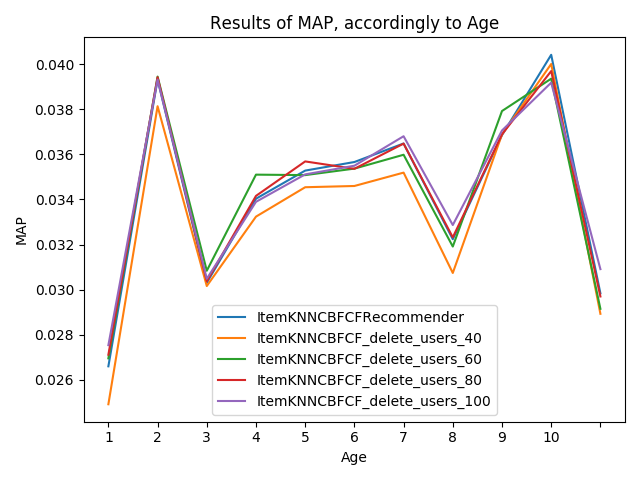 Results of MAP, accordingly to Age
0.040
0.038
0.036
0.034
0.032
0.030
0.028
0.026
MAP
ItemKNNCBFCFRecommender
ItemKNNCBFCF_delete_users_40
ItemKNNCBFCF_delete_users_60
ItemKNNCBFCF_delete_users_80
ItemKNNCBFCF_delete_users_100
1 2 3 4 5 6 7 8 9 10
Age